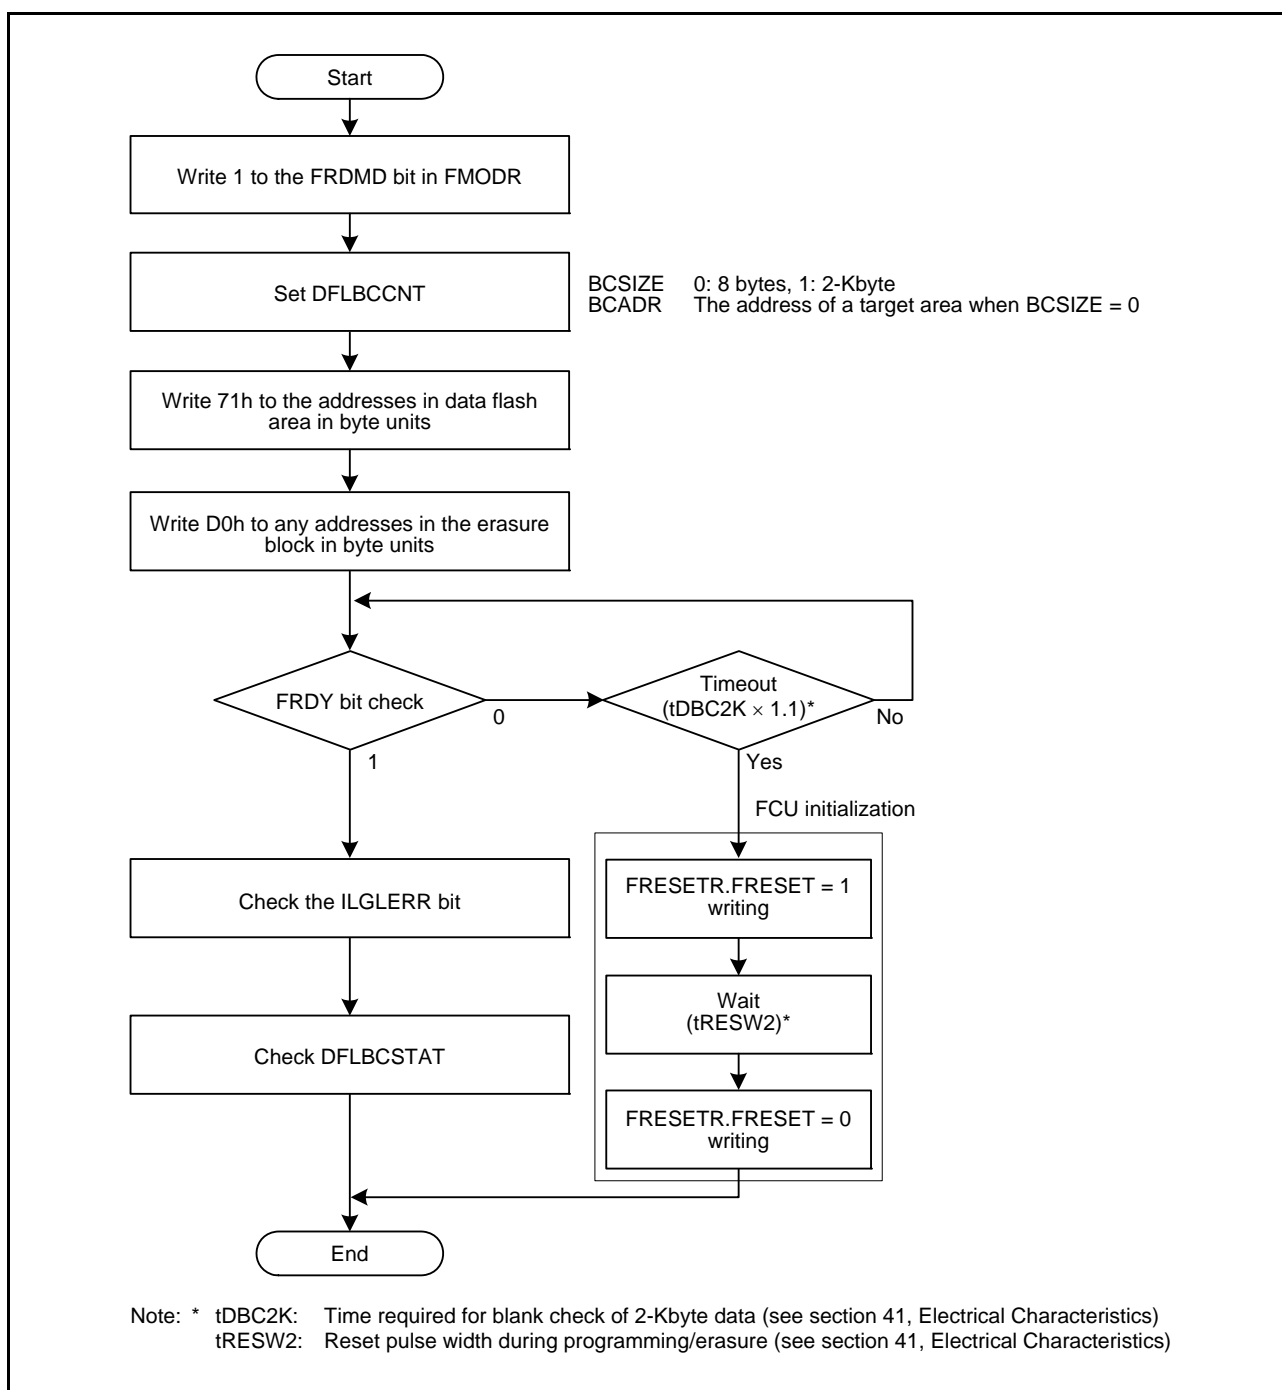 Start
Write 1 to the FRDMD bit in FMODR
Set DFLBCCNT
BCSIZE 0: 8 bytes, 1: 2-Kbyte
BCADR The address of a target area when BCSIZE = 0
Write 71h to the addresses in data flash
area in byte units
Write D0h to any addresses in the erasure
block in byte units
FRDY bit check
0
1
Timeout
(tDBC2K × 1.1)*
No
Yes
FCU initialization
FRESETR.FRESET = 1
writing
Wait
(tRESW2)*
FRESETR.FRESET = 0
writing
Check the ILGLERR bit
Check DFLBCSTAT
End
Note: * tDBC2K: Time required for blank check of 2-Kbyte data (see section 41, Electrical Characteristics)
tRESW2: Reset pulse width during programming/erasure (see section 41, Electrical Characteristics)